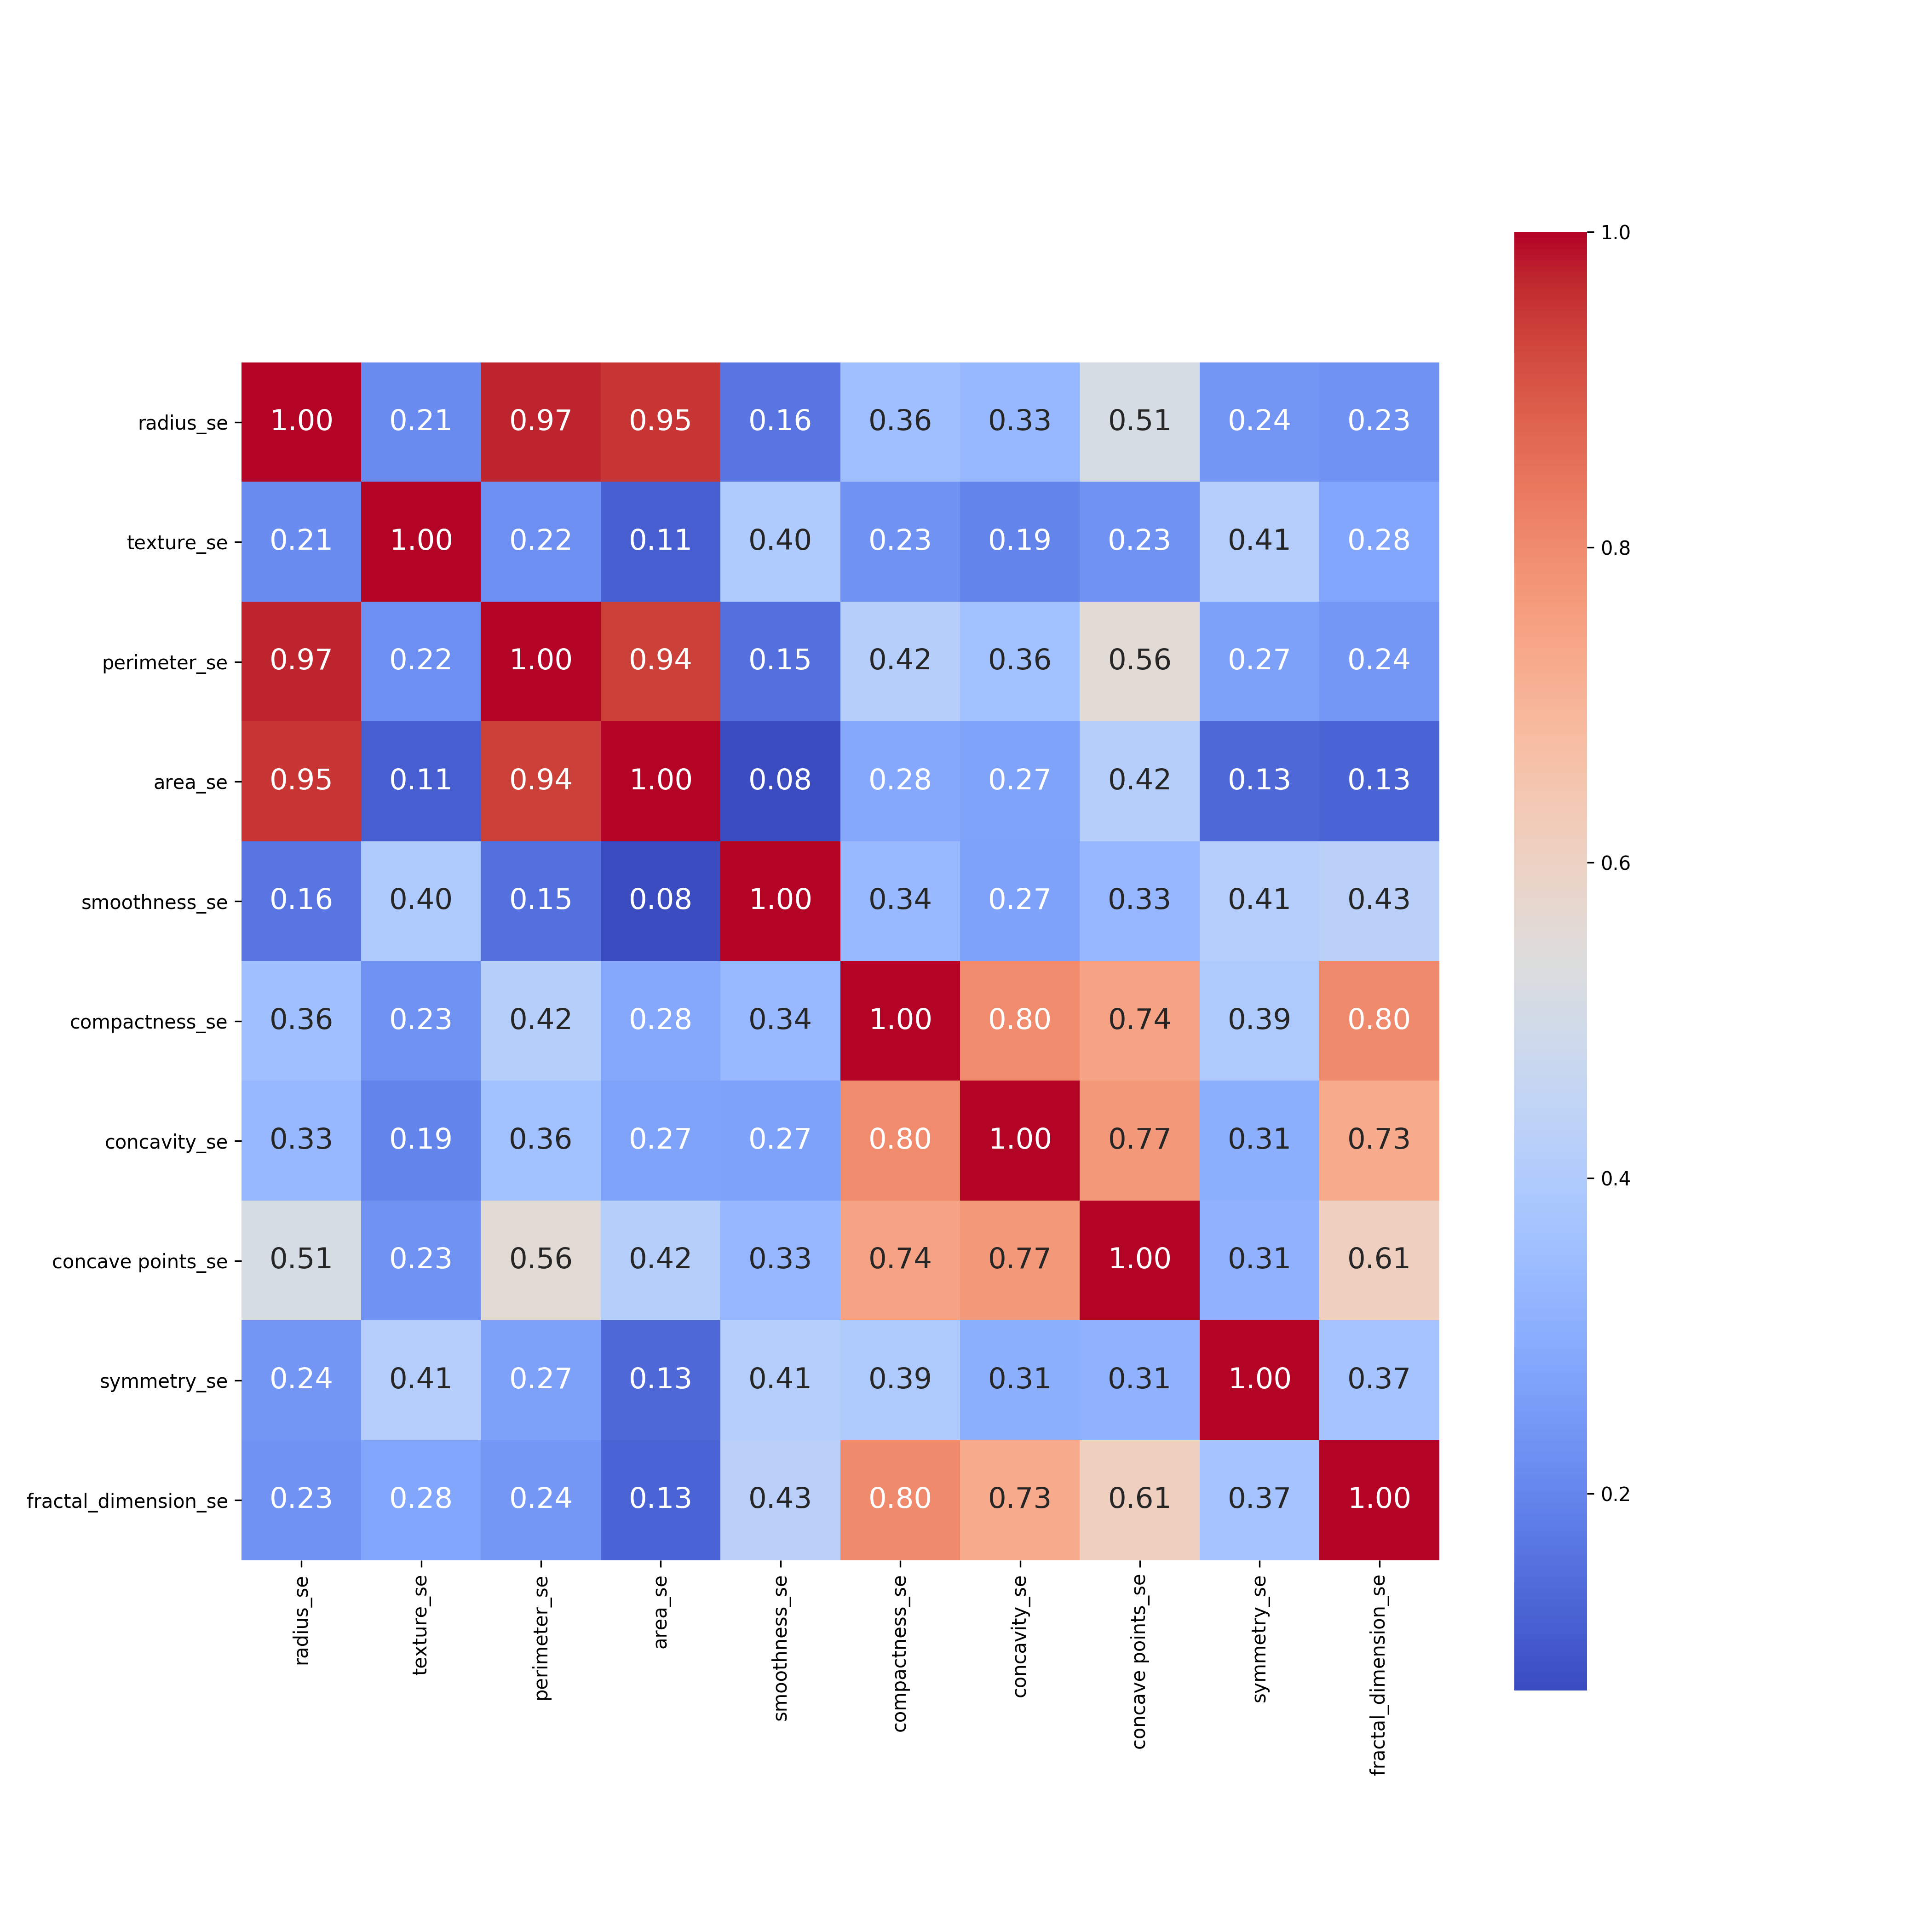 1.0
radius_se 1.00 0.21 0.97 0.95 0.16 0.36 0.33 0.51 0.24 0.23
texture_se 0.21 1.00 0.22 0.11 0.40 0.23 0.19 0.23 0.41 0.28
0.8
perimeter_se 0.97 0.22 1.00 0.94 0.15 0.42 0.36 0.56 0.27 0.24
area_se 0.95 0.11 0.94 1.00 0.08 0.28 0.27 0.42 0.13 0.13
0.6
smoothness_se 0.16 0.40 0.15 0.08 1.00 0.34 0.27 0.33 0.41 0.43
compactness_se 0.36 0.23 0.42 0.28 0.34 1.00 0.80 0.74 0.39 0.80
concavity_se 0.33 0.19 0.36 0.27 0.27 0.80 1.00 0.77 0.31 0.73
0.4
concave points_se 0.51 0.23 0.56 0.42 0.33 0.74 0.77 1.00 0.31 0.61
symmetry_se 0.24 0.41 0.27 0.13 0.41 0.39 0.31 0.31 1.00 0.37
0.2
fractal_dimension_se 0.23 0.28 0.24 0.13 0.43 0.80 0.73 0.61 0.37 1.00
radius_se
texture_se
perimeter_se
area_se
smoothness_se
compactness_se
concavity_se
concave points_se
symmetry_se
fractal_dimension_se